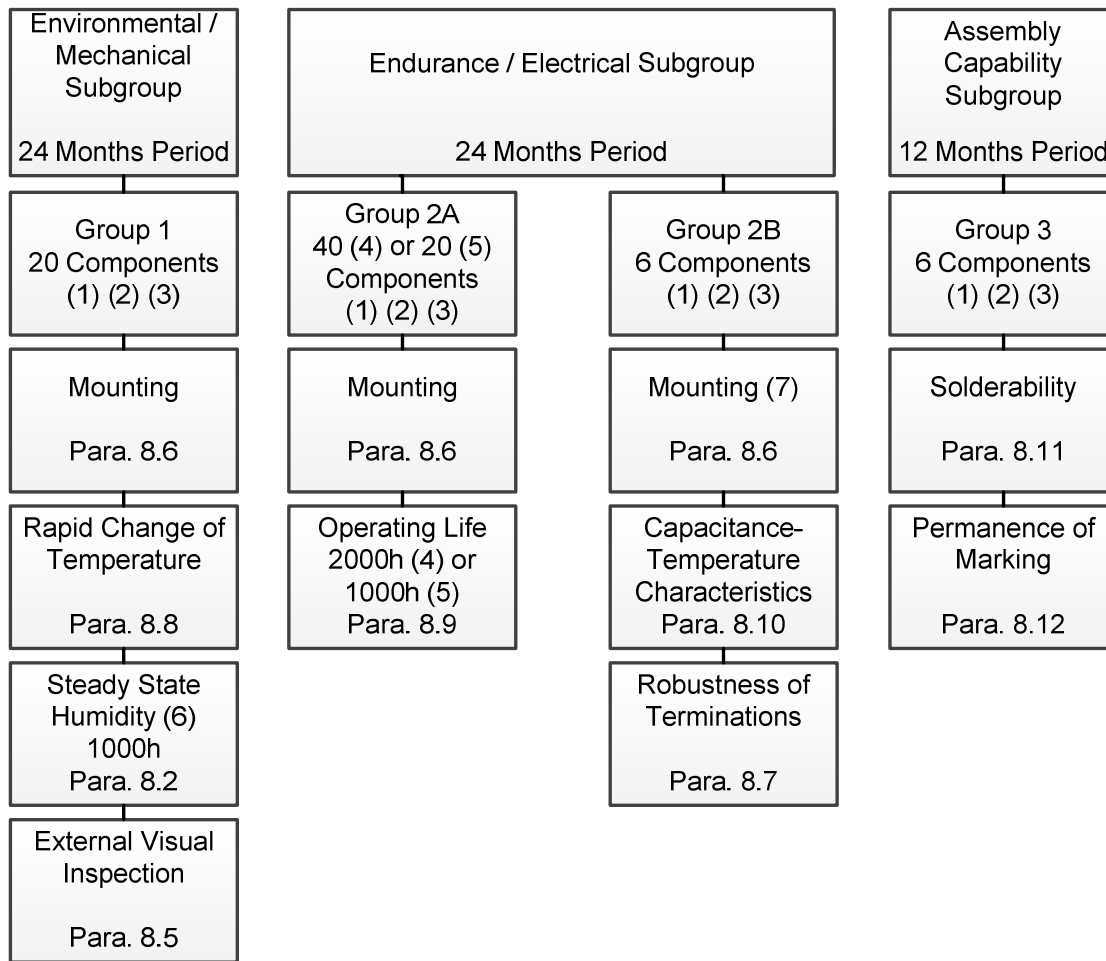 Environmental /
Mechanical
Subgroup
24 Months Period
Endurance / Electrical Subgroup
24 Months Period
Assembly
Capability
Subgroup
12 Months Period
Group 1
20 Components
(1) (2) (3)
Group 2A
40 (4) or 20 (5)
Components
(1) (2) (3)
Group 2B
6 Components
(1) (2) (3)
Group 3
6 Components
(1) (2) (3)
Mounting
Para. 8.6
Mounting
Para. 8.6
Mounting (7)
Para. 8.6
Solderability
Para. 8.11
Rapid Change of
Temperature
Para. 8.8
Operating Life
2000h (4) or
1000h (5)
Para. 8.9
Capacitance-
Temperature
Characteristics
Para. 8.10
Permanence of
Marking
Para. 8.12
Steady State
Humidity (6)
1000h
Para. 8.2
Robustness of
Terminations
Para. 8.7
External Visual
Inspection
Para. 8.5